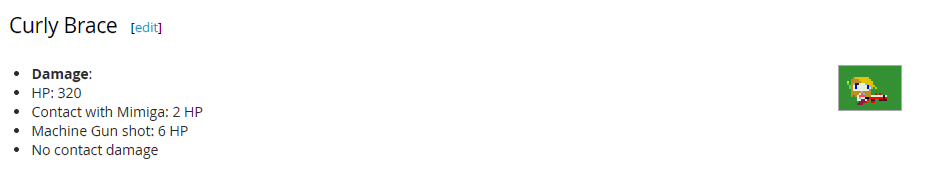 Curly Brace [edit]
Damage:
HP: 320
Contact with Mimiga: 2 HP
Machine Gun shot: 6 HP
No contact damage